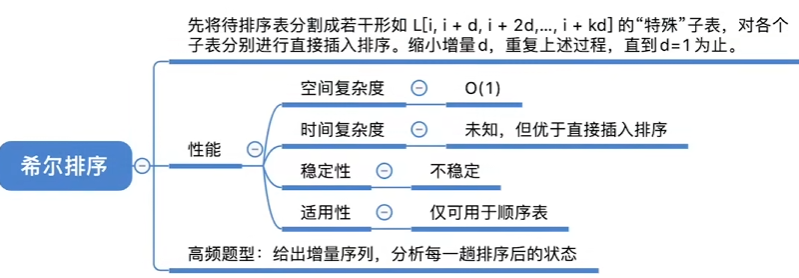 先将待排序表分割成若干形如 L[i, i + d, i + 2d,..., i + kd] 的“特殊”子表，对各个
子表分别进行直接插入排序。缩小增量d，重复上述过程，直到d=1为止。
空间复杂度
O(1)
时间复杂度
未知，但优于直接插入排序
希尔排序
性能
稳定性
不稳定
适用性
仅可用于顺序表
高频题型：给出增量序列，分析每一趟排序后的状态